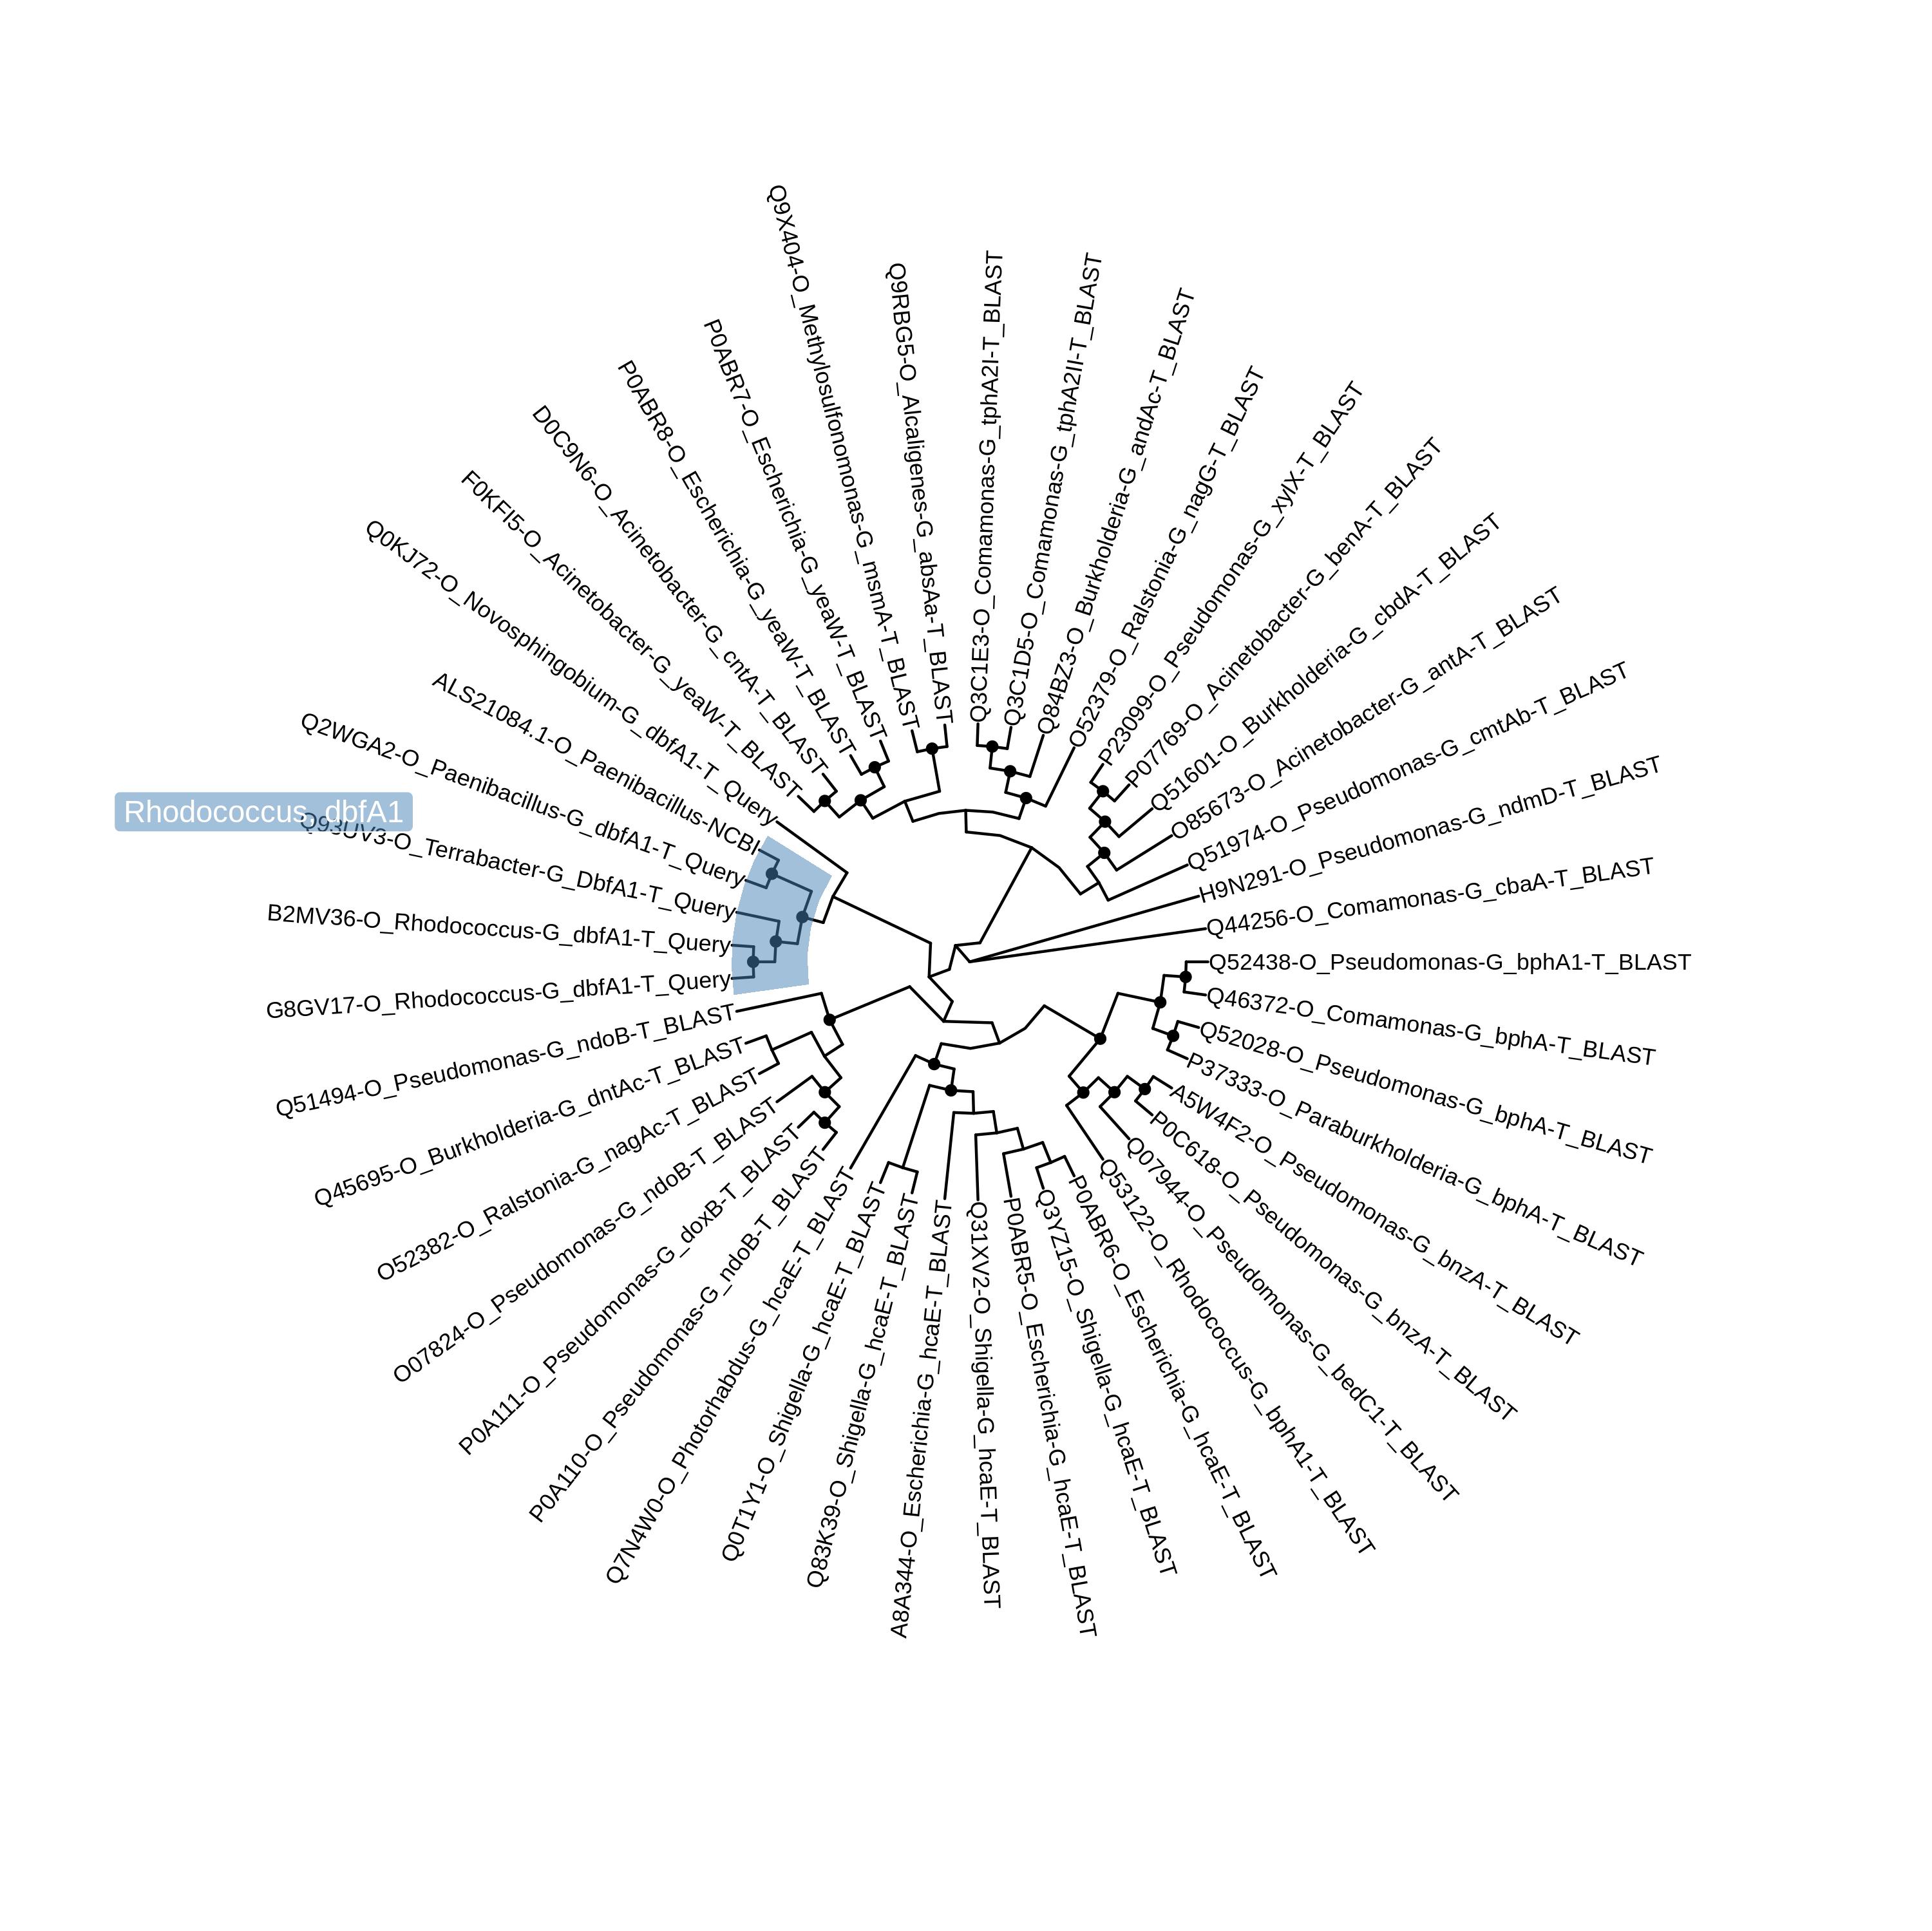 Q9X404-O_Methylosulfonomonas-G_msmA-T_BLAST
Q9RBG5-O_Alcaligenes-G_absAa-T_BLAST
Q3C1E3-O_Comamonas-G_tphA2I-T_BLAST
Q3C1D5-O_Comamonas-G_tphA2II-T_BLAST
Q84BZ3-O_Burkholderia-G_andAc-T_BLAST
O52379-O_Ralstonia-G_nagG-T_BLAST
P23099-O_Pseudomonas-G_xylX-T_BLAST
P07769-O_Acinetobacter-G_benA-T_BLAST
Q51601-O_Burkholderia-G_cbdA-T_BLAST
O85673-O_Acinetobacter-G_antA-T_BLAST
Q51974-O_Pseudomonas-G_cmtAb-T_BLAST
H9N291-O_Pseudomonas-G_ndmD-T_BLAST
Q44256-O_Comamonas-G_cbaA-T_BLAST
Q52438-O_Pseudomonas-G_bphA1-T_BLAST
Q46372-O_Comamonas-G_bphA-T_BLAST
Q52028-O_Pseudomonas-G_bphA-T_BLAST
P37333-O_Paraburkholderia-G_bphA-T_BLAST
A5W4F2-O_Pseudomonas-G_bnzA-T_BLAST
P0C618-O_Pseudomonas-G_bnzA-T_BLAST
Q07944-O_Pseudomonas-G_bedC1-T_BLAST
Q53122-O_Rhodococcus-G_bphA1-T_BLAST
P0ABR6-O_Escherichia-G_hcaE-T_BLAST
Q3YZ15-O_Shigella-G_hcaE-T_BLAST
P0ABR5-O_Escherichia-G_hcaE-T_BLAST
Q31XV2-O_Shigella-G_hcaE-T_BLAST
A8A344-O_Escherichia-G_hcaE-T_BLAST
Q83K39-O_Shigella-G_hcaE-T_BLAST
Q0T1Y1-O_Shigella-G_hcaE-T_BLAST
Q7N4W0-O_Photorhabdus-G_hcaE-T_BLAST
P0A110-O_Pseudomonas-G_ndoB-T_BLAST
P0A111-O_Pseudomonas-G_doxB-T_BLAST
O07824-O_Pseudomonas-G_ndoB-T_BLAST
O52382-O_Ralstonia-G_nagAc-T_BLAST
Q45695-O_Burkholderia-G_dntAc-T_BLAST
Q51494-O_Pseudomonas-G_ndoB-T_BLAST
G8GV17-O_Rhodococcus-G_dbfA1-T_Query
B2MV36-O_Rhodococcus-G_dbfA1-T_Query
Q93UV3-O_Terrabacter-G_DbfA1-T_Query
Rhodococcus_dbfA1
Q2WGA2-O_Paenibacillus-G_dbfA1-T_Query
ALS21084.1-O_Paenibacillus-NCBI
Q0KJ72-O_Novosphingobium-G_dbfA1-T_Query
F0KFI5-O_Acinetobacter-G_yeaW-T_BLAST
D0C9N6-O_Acinetobacter-G_cntA-T_BLAST
P0ABR8-O_Escherichia-G_yeaW-T_BLAST
P0ABR7-O_Escherichia-G_yeaW-T_BLAST